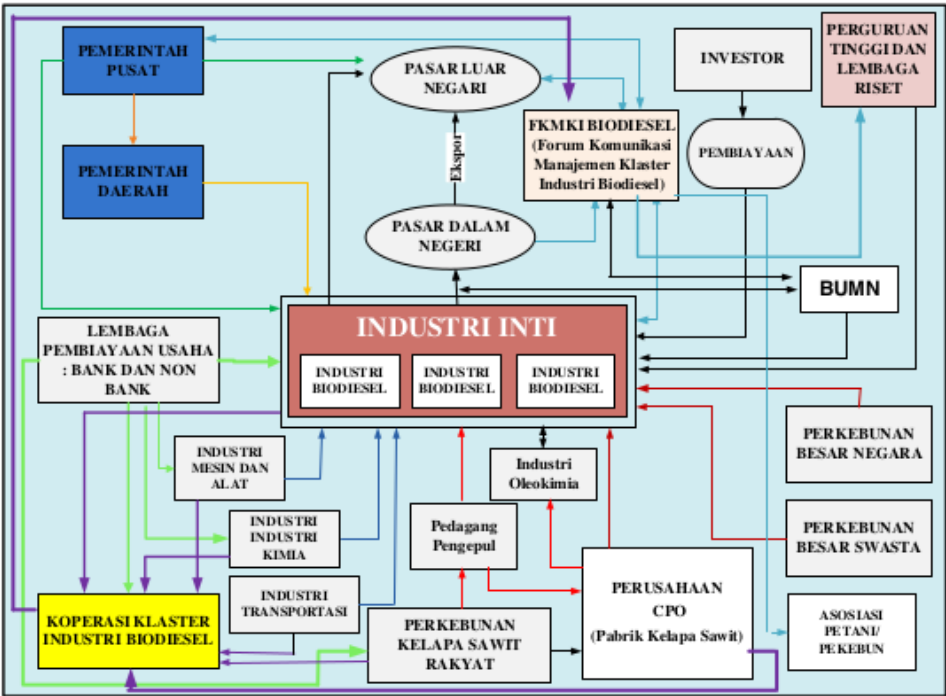 PEMERINTAH
PUSAT
PASAR LUAR
NEGARI
INVESTOR
PERGURUAN
TINGGI DAN
LEMBAGA
RISET
FKMKI BIODIESEL
(Forum Komunikasi
Manajemen Klaster
Industri Biodiesel)
PEMBIAYAAN
Ekspor
PEMERINTAH
DAERAH
PASAR DALAM
NEGERI
BUMN
INDUSTRI INTI
INDUSTRI
BIODIESEL
INDUSTRI
BIODIESEL
INDUSTRI
BIODIESEL
LEMBAGA
PEMBIAYAAN USAHA
: BANK DAN NON
BANK
PERKEBUNAN
BESAR NEGARA
INDUSTRI
MESIN DAN
ALAT
Industri
Oleokimia
INDUSTRI
INDUSTRI
KIMIA
Pedagang
Pengepul
PERKEBUNAN
BESAR SWASTA
INDUSTRI
TRANSPORTASI
PERUSAHAAN
CPO
(Pabrik Kelapa Sawit)
KOPERASI KLASTER
INDUSTRI BIODIESEL
PERKEBUNAN
KELAPA SAWIT
RAKYAT
ASOSIASI
PETANI/
PEKEBUN